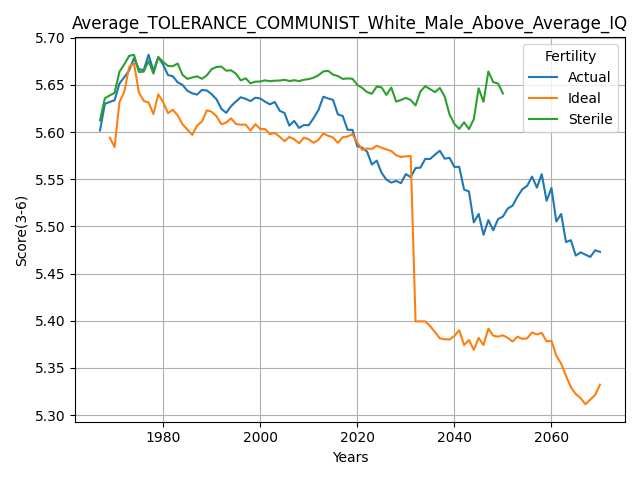 Average_TOLERANCE_COMMUNIST_White_Male_Above_Average_IQ
Fertility
Actual
Ideal
Sterile
Score(3-6)
5.70
5.65
5.60
5.55
5.50
5.45
5.40
5.35
5.30
1980 2000 2020 2040 2060
Years